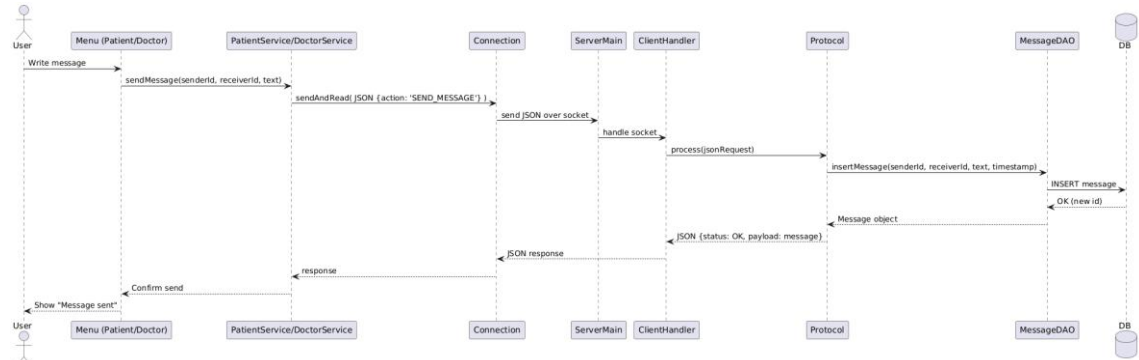 User
Menu (Patient/Doctor)
PatientService/DoctorService
Connection
ServerMain
ClientHandler
Protocol
MessageDAO
DB
Write message
sendMessage(senderId, receiverId, text)
sendAndRead( JSON {action: 'SEND_MESSAGE'} )
send JSON over socket
handle socket
process(jsonRequest)
insertMessage(senderId, receiverId, text, timestamp)
INSERT message
OK (new id)
Message object
JSON {status: OK, payload: message}
JSON response
response
Confirm send
Show "Message sent"
User
Menu (Patient/Doctor)
PatientService/DoctorService
Connection
ServerMain
ClientHandler
Protocol
MessageDAO
DB